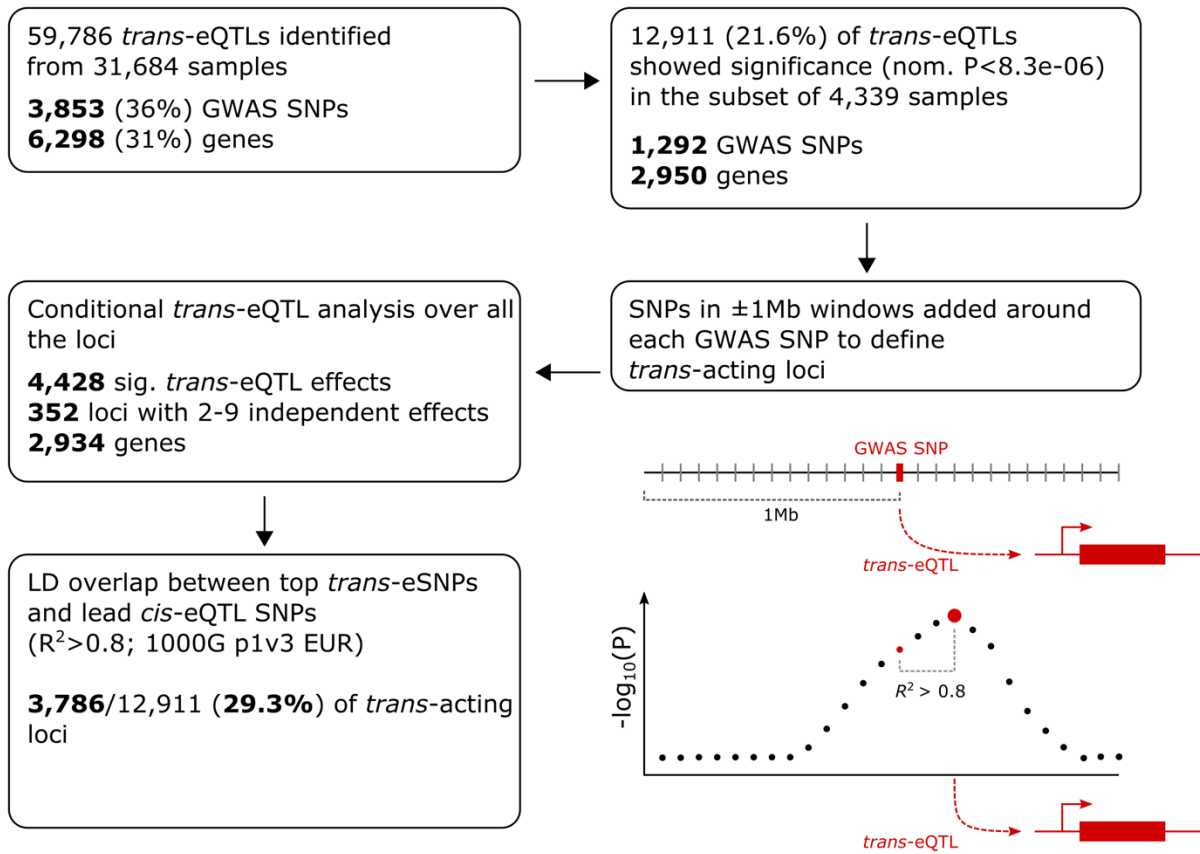 59,786 trans-eQTLs identified
from 31,684 samples
3,853 (36%) GWAS SNPs
6,298 (31%) genes
12,911 (21.6%) of trans-eQTLs
showed significance (nom. P<8.3e-06)
in the subset of 4,339 samples
1,292 GWAS SNPs
2,950 genes
SNPs in ±1Mb windows added around
each GWAS SNP to define
trans-acting loci
Conditional trans-eQTL analysis over all
the loci
4,428 sig. trans-eQTL effects
352 loci with 2-9 independent effects
2,934 genes
LD overlap between top trans-eSNPs
and lead cis-eQTL SNPs
(R²>0.8; 1000G p1v3 EUR)
3,786/12,911 (29.3%) of trans-acting
loci
GWAS SNP
1Mb
trans-eQTL
-log₁₀(P)
R² > 0.8
trans-eQTL